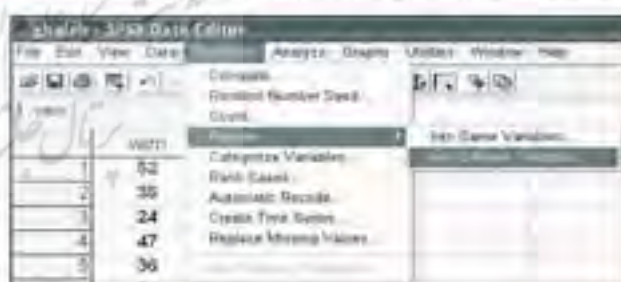 khaleh - SPSS Data Editor
File Edit View Data Analyze Graphs Utilities Window Help
Compute...
Random Number Seed...
Count...
Recode
Into Same Variables...
Categorize Variables...
Rank Cases...
Automatic Recode...
Create Time Series...
Replace Missing Values...
1 52
2 35
3 24
4 47
5 36